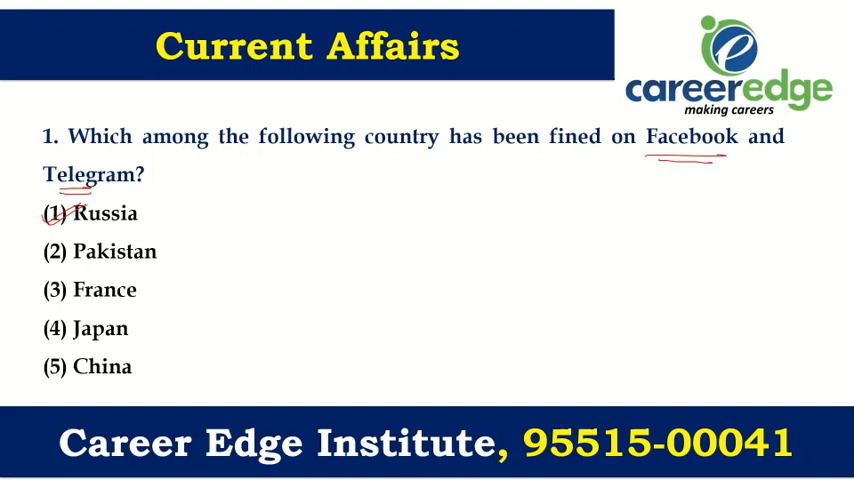 Current Affairs
careeredge
making careers
1. Which among the following country has been fined on Facebook and
Telegram?
(1) Russia
(2) Pakistan
(3) France
(4) Japan
(5) China
Career Edge Institute, 95515-00041